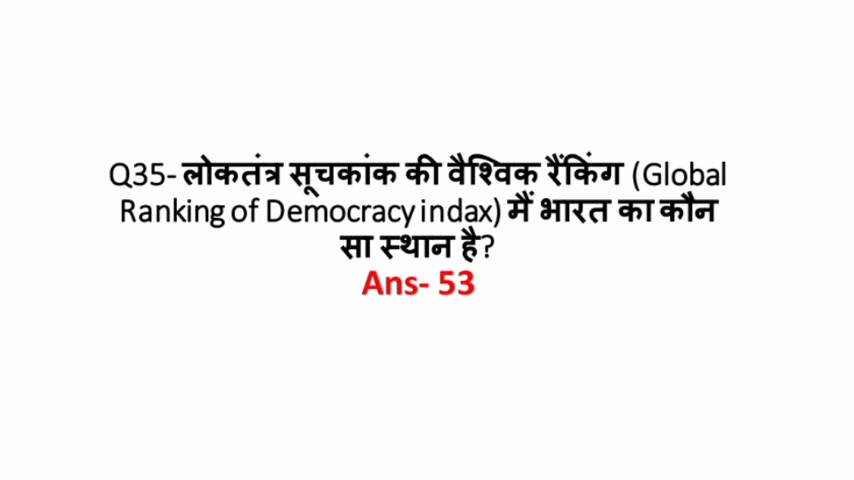 Q35- लोकतंत्र सूचकांक की वैश्विक रैंकिंग (Global
Ranking of Democracy indax) मैं भारत का कौन
सा स्थान है?
Ans- 53